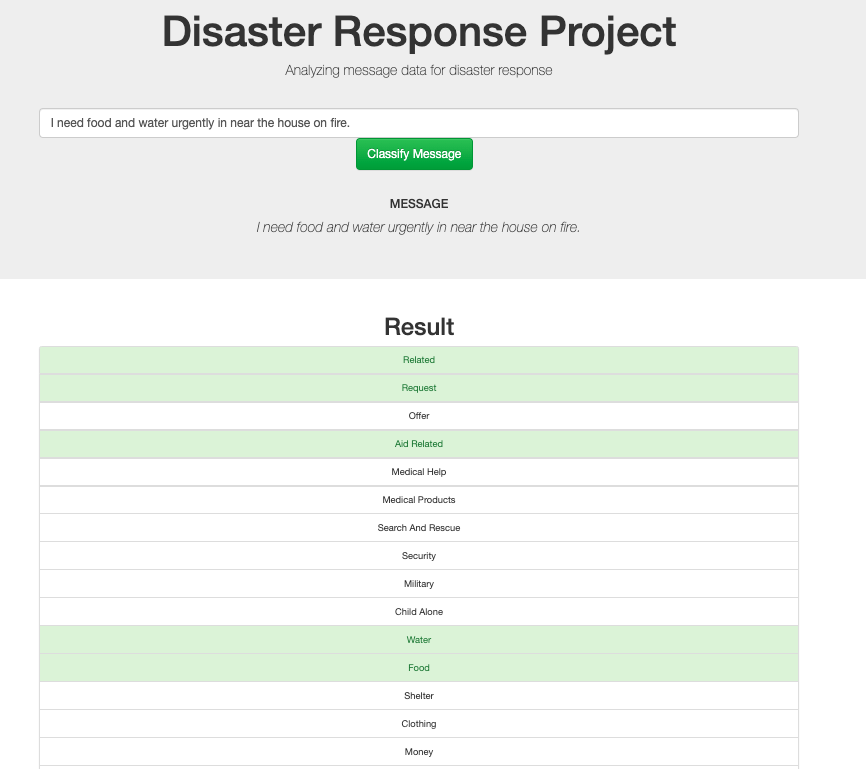 Disaster Response Project
Analyzing message data for disaster response
I need food and water urgently in near the house on fire.
Classify Message
MESSAGE
I need food and water urgently in near the house on fire.
Result
Related
Request
Offer
Aid Related
Medical Help
Medical Products
Search And Rescue
Security
Military
Child Alone
Water
Food
Shelter
Clothing
Money